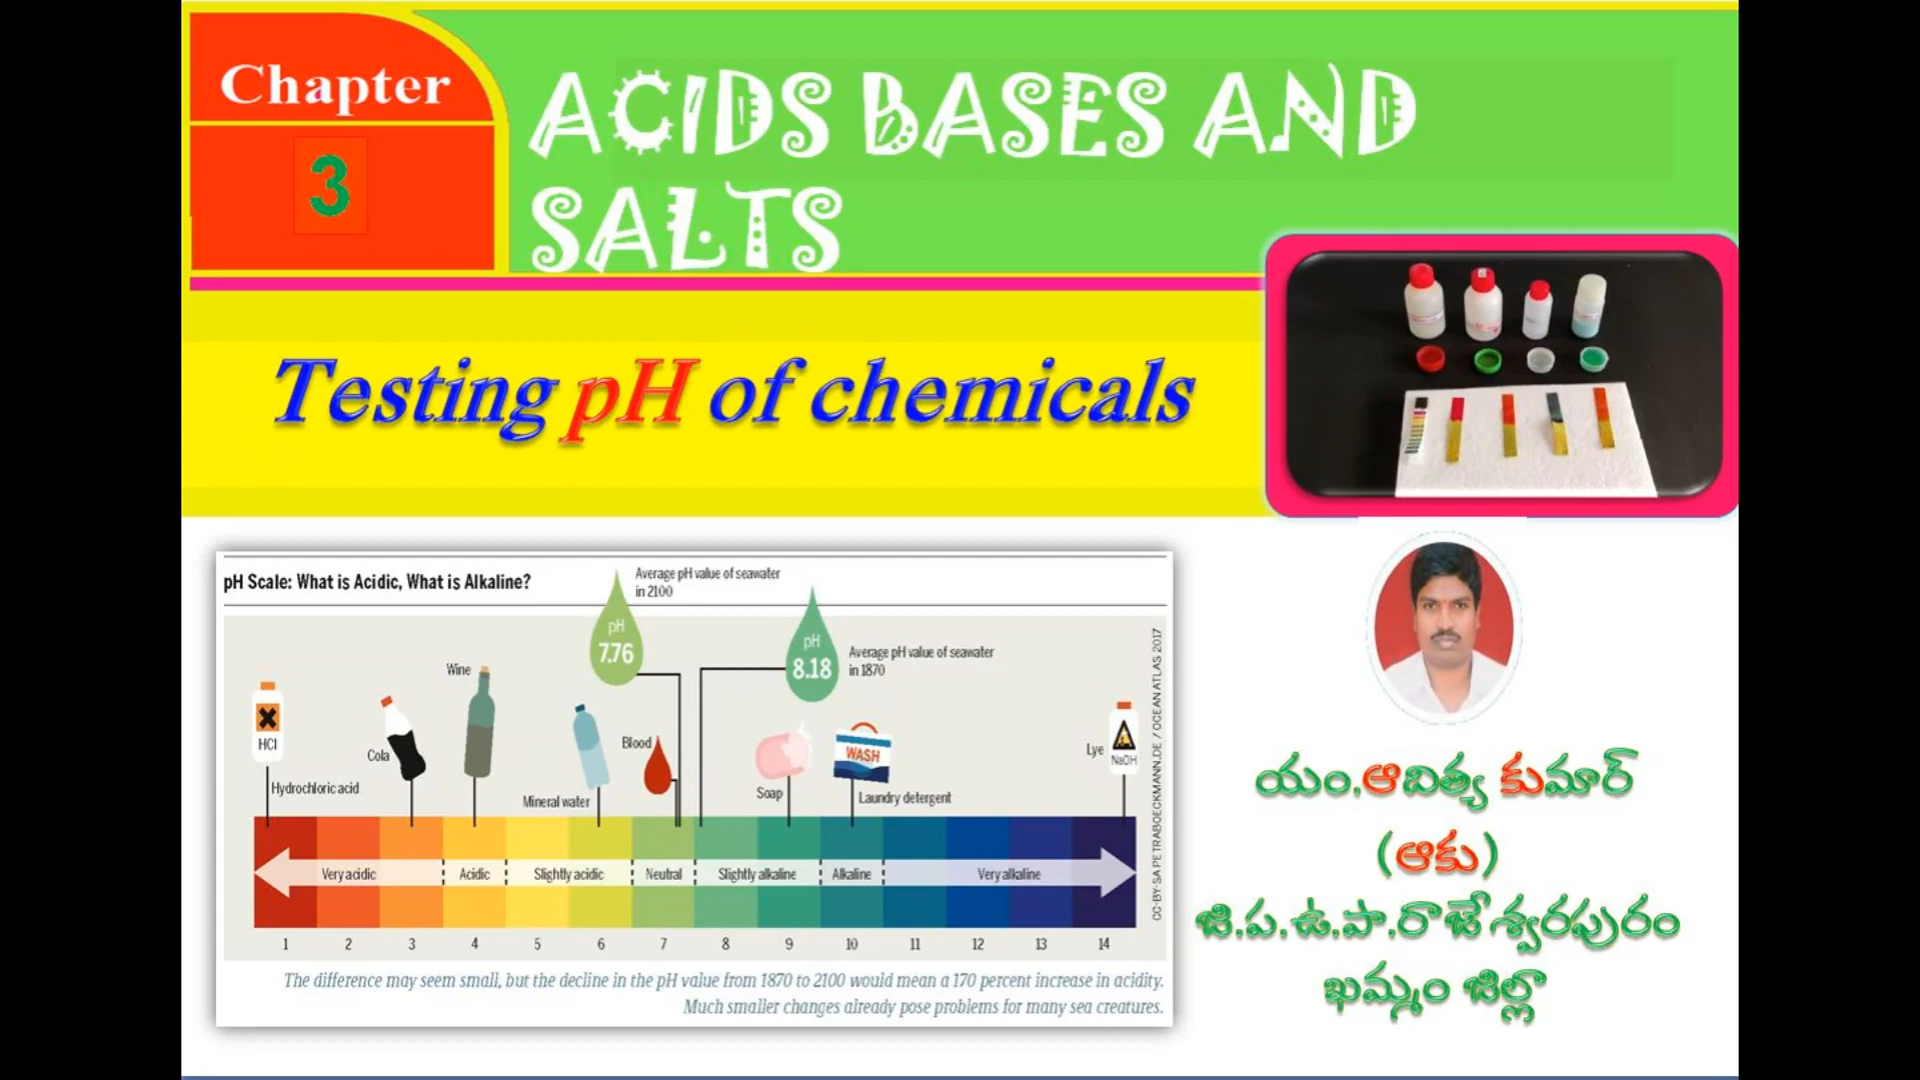 Chapter
3
ACIDS BASES AND
SALTS
Testing pH of chemicals
pH Scale: What is Acidic, What is Alkaline?
Average pH value of seawater
in 2100
pH
7.76
pH
8.18
Average pH value of seawater
in 1870
HCl
Hydrochloric acid
Cola
Wine
Mineral water
Blood
Soap
WASH
Laundry detergent
Lye
NaOH
Very acidic
Acidic
Slightly acidic
Neutral
Slightly alkaline
Alkaline
Very alkaline
1 2 3 4 5 6 7 8 9 10 11 12 13 14
CC-BY-SA PETRABOECKMANN.DE / OCEAN ATLAS 2017
The difference may seem small, but the decline in the pH value from 1870 to 2100 would mean a 170 percent increase in acidity.
Much smaller changes already pose problems for many sea creatures.
యం.ఆదిత్య కుమార్
(ఆకు)
జి.ప.ఉ.పా.రాజేశ్వరపురం
ఖమ్మం జిల్లా